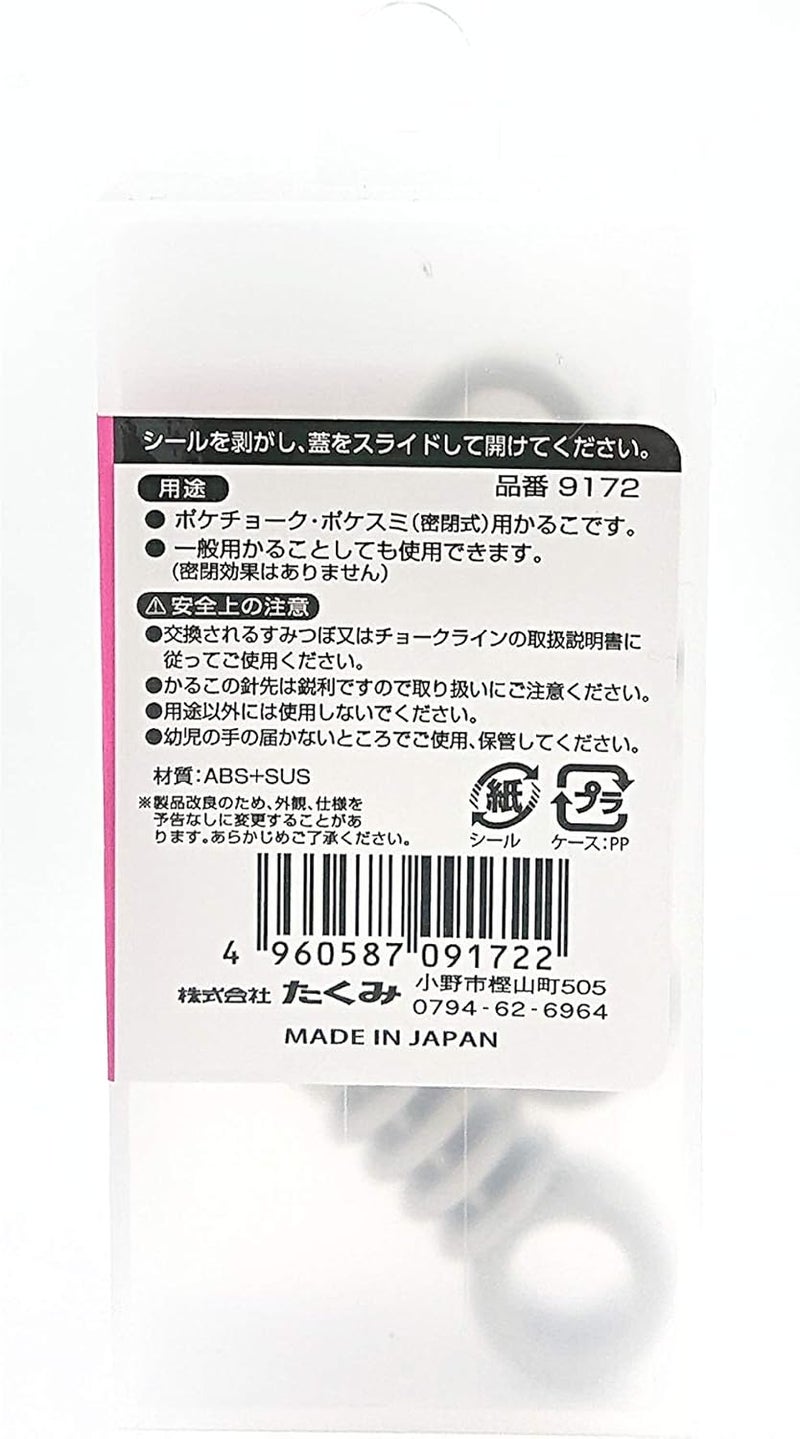 シールを剥がし、蓋をスライドして開けてください。
用途
品番 9172
● ポケチョーク・ポケスミ(密閉式)用かるこです。
● 一般用かることしても使用できます。
(密閉効果はありません)
⚠安全上の注意
●交換されるすみつぼ又はチョークラインの取扱説明書に
従ってご使用ください。
●かるこの針先は鋭利ですので取り扱いにご注意ください。
●用途以外には使用しないでください。
●幼児の手の届かないところでご使用、保管してください。
材質:ABS+SUS
※製品改良のため、外観、仕様を
予告なしに変更することがあ
ります。あらかじめご了承ください。
紙
シール
プラ
ケース:PP
4 960587 091722
株式会社 たくみ
小野市樫山町505
0794-62-6964
MADE IN JAPAN